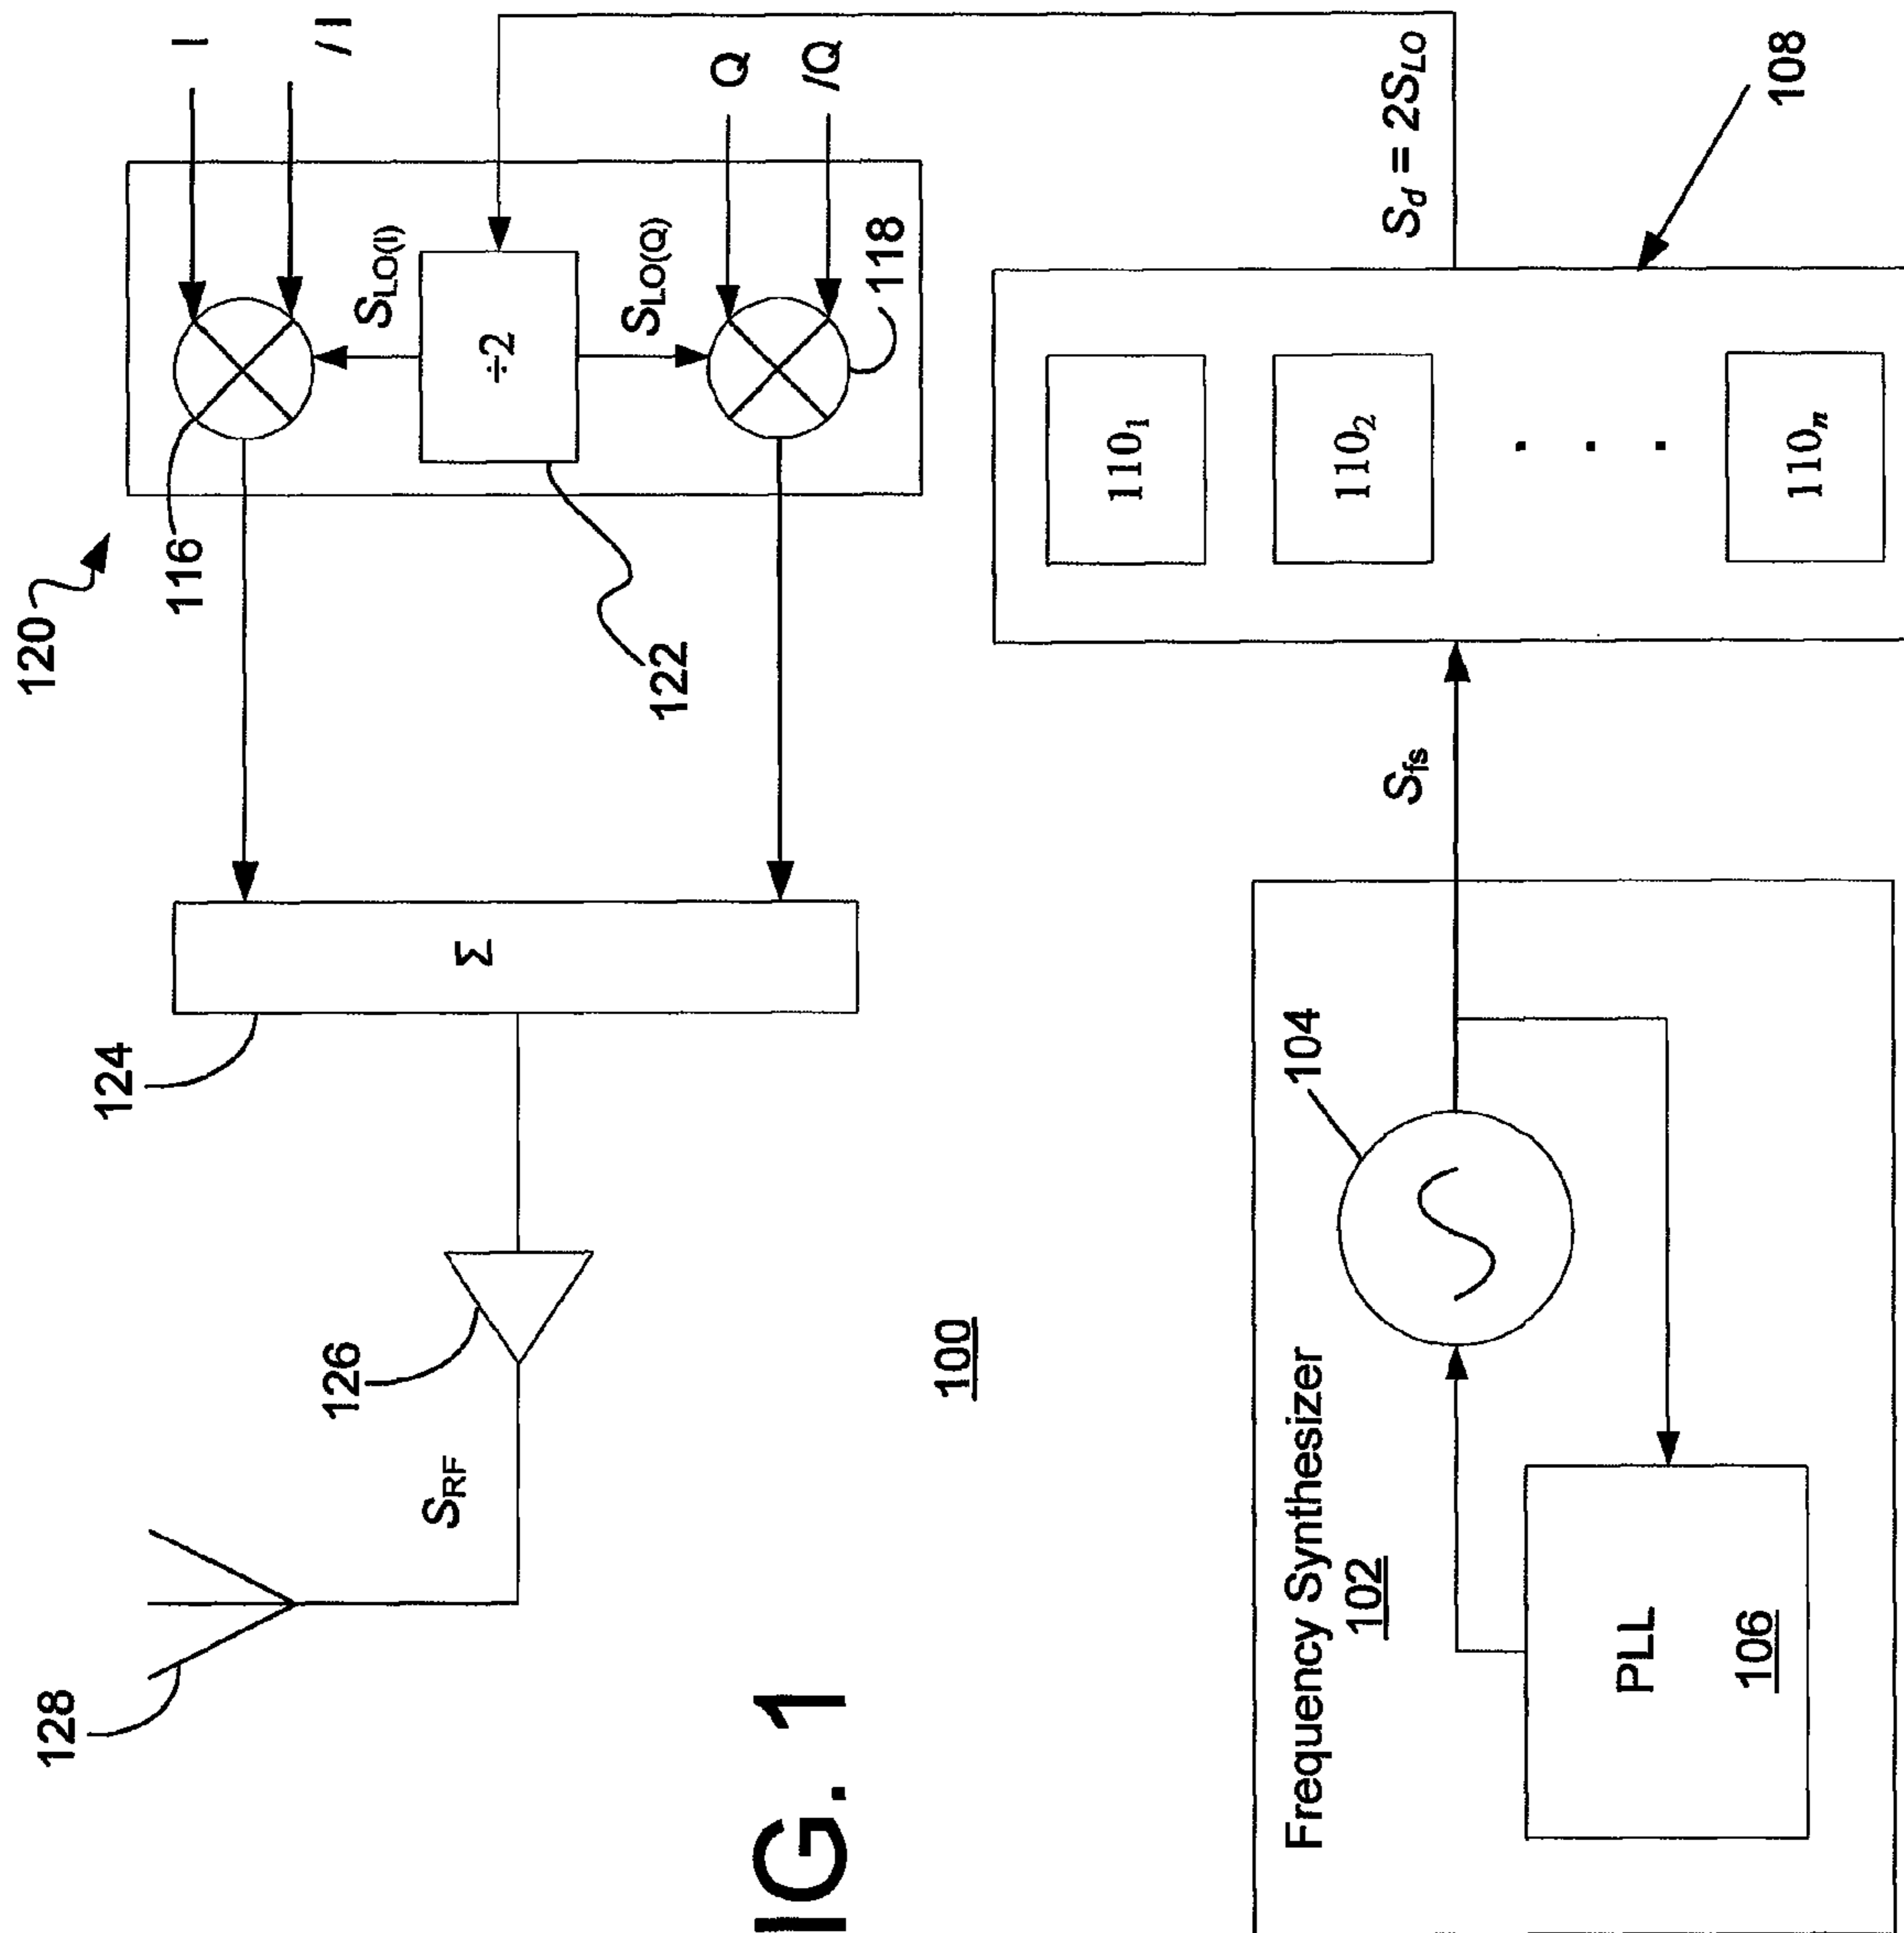 128
S_RF
126
124
Σ
120
116
122
I
/I
S_LO(I)
÷2
S_LO(Q)
Q
/Q
118
IG. 1
100
Frequency Synthesizer
102
104
PLL
106
S_fs
110_1
110_2
110_n
S_d = 2S_LO
108